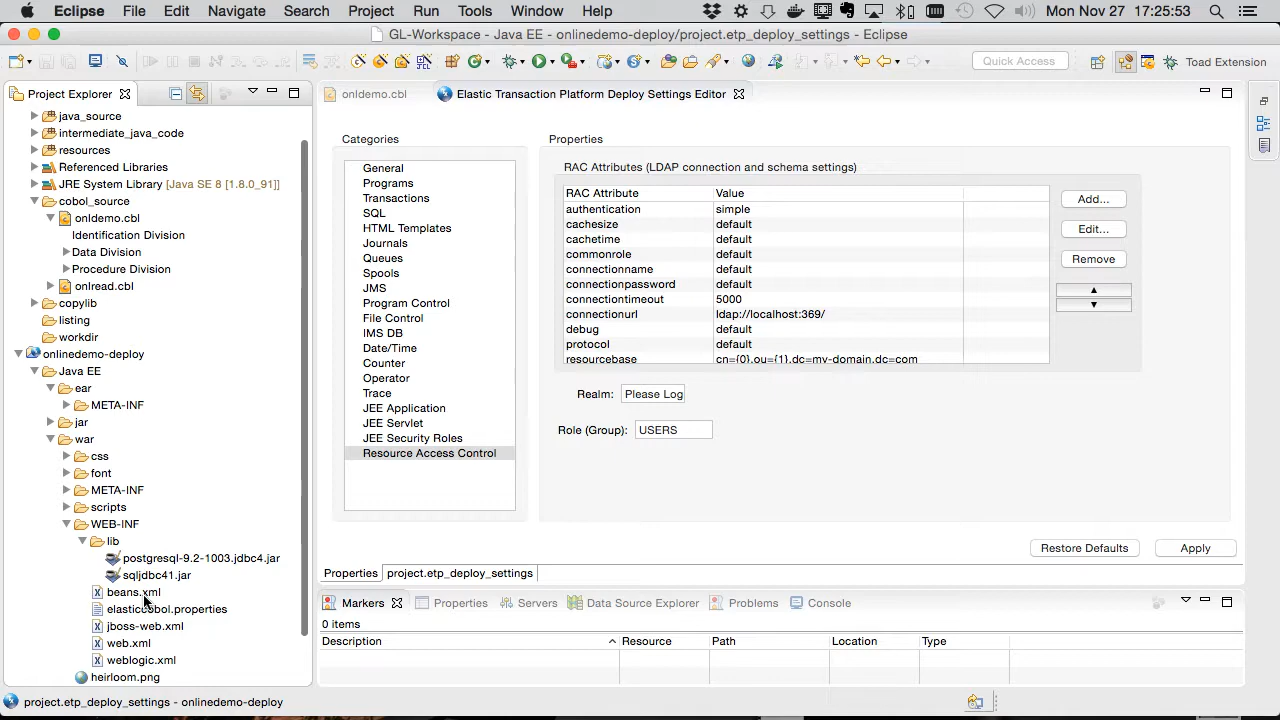 Eclipse File Edit Navigate Search Project Run Tools Window Help Mon Nov 27 17:25:53
GL-Workspace - Java EE - onlinedemo-deploy/project.etp_deploy_settings - Eclipse
Quick Access Toad Extension
Project Explorer
java_source
intermediate_java_code
resources
Referenced Libraries
JRE System Library [Java SE 8 [1.8.0_91]]
cobol_source
onldemo.cbl
Identification Division
Data Division
Procedure Division
onlread.cbl
copylib
listing
workdir
onlinedemo-deploy
Java EE
ear
META-INF
jar
war
css
font
META-INF
scripts
WEB-INF
lib
postgresql-9.2-1003.jdbc4.jar
sqljdbc41.jar
beans.xml
elasticcobol.properties
jboss-web.xml
web.xml
weblogic.xml
heirloom.png
onldemo.cbl Elastic Transaction Platform Deploy Settings Editor
Categories
General
Programs
Transactions
SQL
HTML Templates
Journals
Queues
Spools
JMS
Program Control
File Control
IMS DB
Date/Time
Counter
Operator
Trace
JEE Application
JEE Servlet
JEE Security Roles
Resource Access Control
Properties
RAC Attributes (LDAP connection and schema settings)
RAC Attribute Value
authentication simple
cachesize default
cachetime default
commonrole default
connectionname default
connectionpassword default
connectiontimeout 5000
connectionurl ldap://localhost:369/
debug default
protocol default
resourcebase cn={0},ou={1},dc=my-domain,dc=com
Add...
Edit...
Remove
Realm: Please Log
Role (Group): USERS
Restore Defaults Apply
Properties project.etp_deploy_settings
Markers Properties Servers Data Source Explorer Problems Console
0 items
Description Resource Path Location Type
project.etp_deploy_settings - onlinedemo-deploy